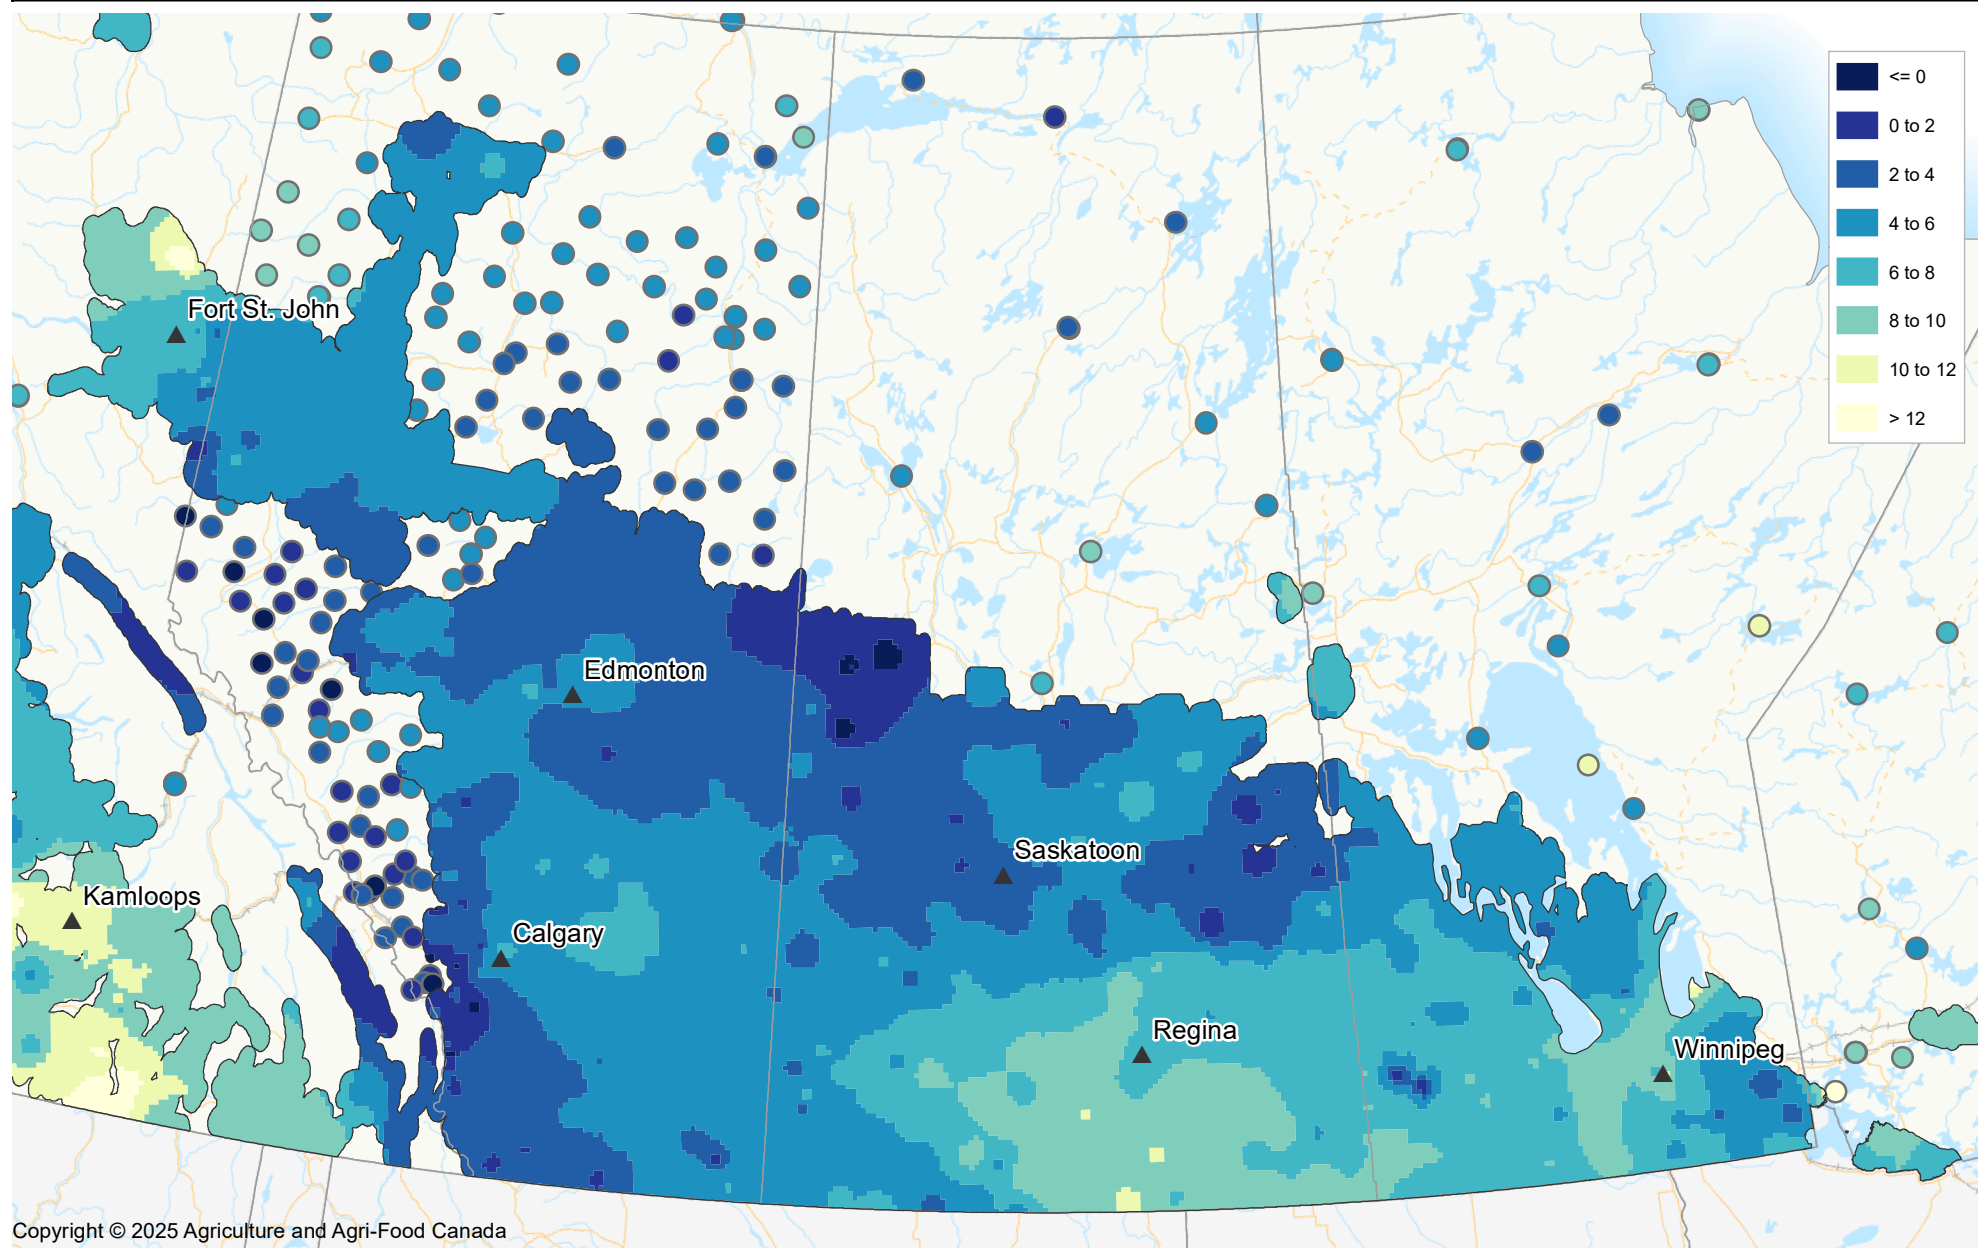 <= 0
0 to 2
2 to 4
4 to 6
6 to 8
8 to 10
10 to 12
> 12
Fort St. John
Edmonton
Saskatoon
Kamloops
Calgary
Regina
Winnipeg
Copyright © 2025 Agriculture and Agri-Food Canada